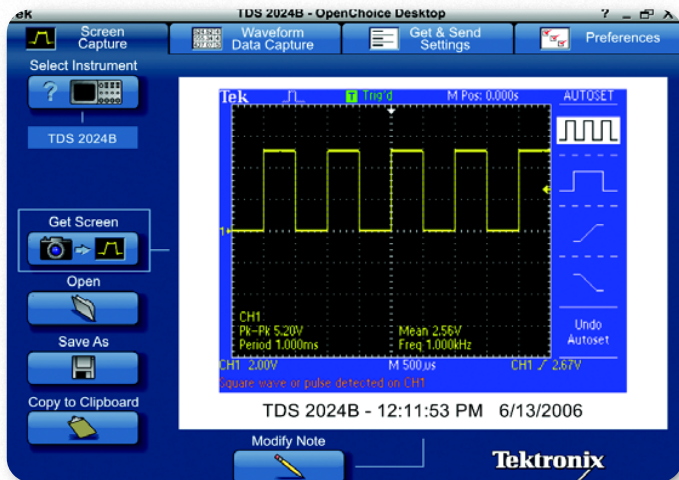 ek TDS 2024B - OpenChoice Desktop ? _ X
Screen
Capture
Waveform
Data Capture
Get & Send
Settings
Preferences
Select Instrument
?
TDS 2024B
Get Screen
Open
Save As
Copy to Clipboard
Tek T Trig'd M Pos: 0.000s AUTOSET
1
CH1
Pk-Pk 5.20V Mean 2.56V
Period 1.000ms Freq 1.000kHz
CH1 2.00V M 500µs CH1 2.67V
Square wave or pulse detected on CH1
Undo
Autoset
TDS 2024B - 12:11:53 PM 6/13/2006
Modify Note
Tektronix